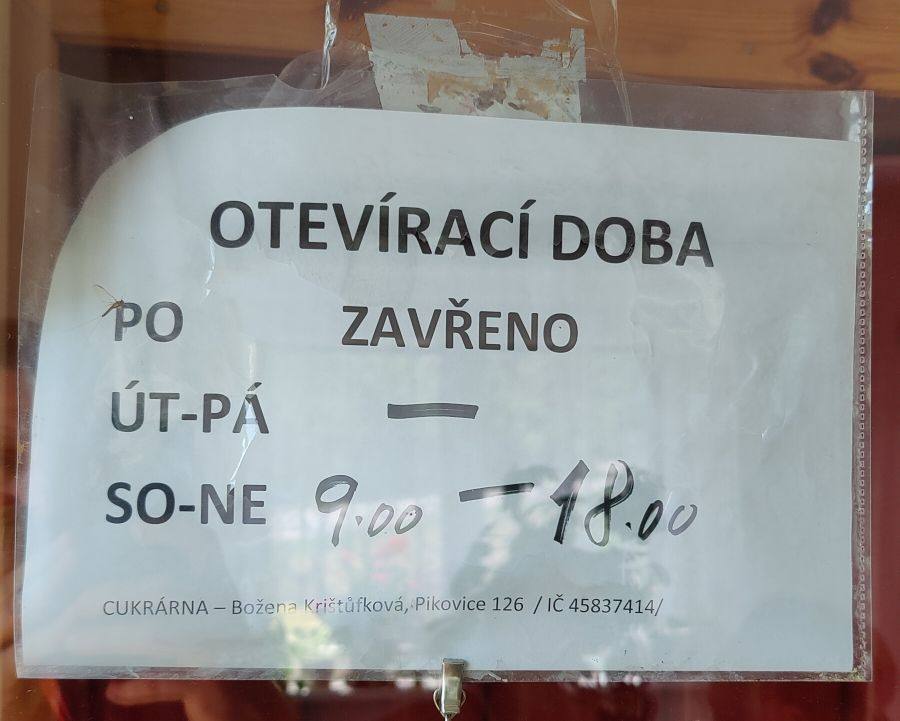 OTEVÍRACÍ DOBA
PO ZAVŘENO
ÚT-PÁ —
SO-NE 9.00 — 18.00
CUKRÁRNA – Božena Krištůfková, Pikovice 126 / IČ 45837414/